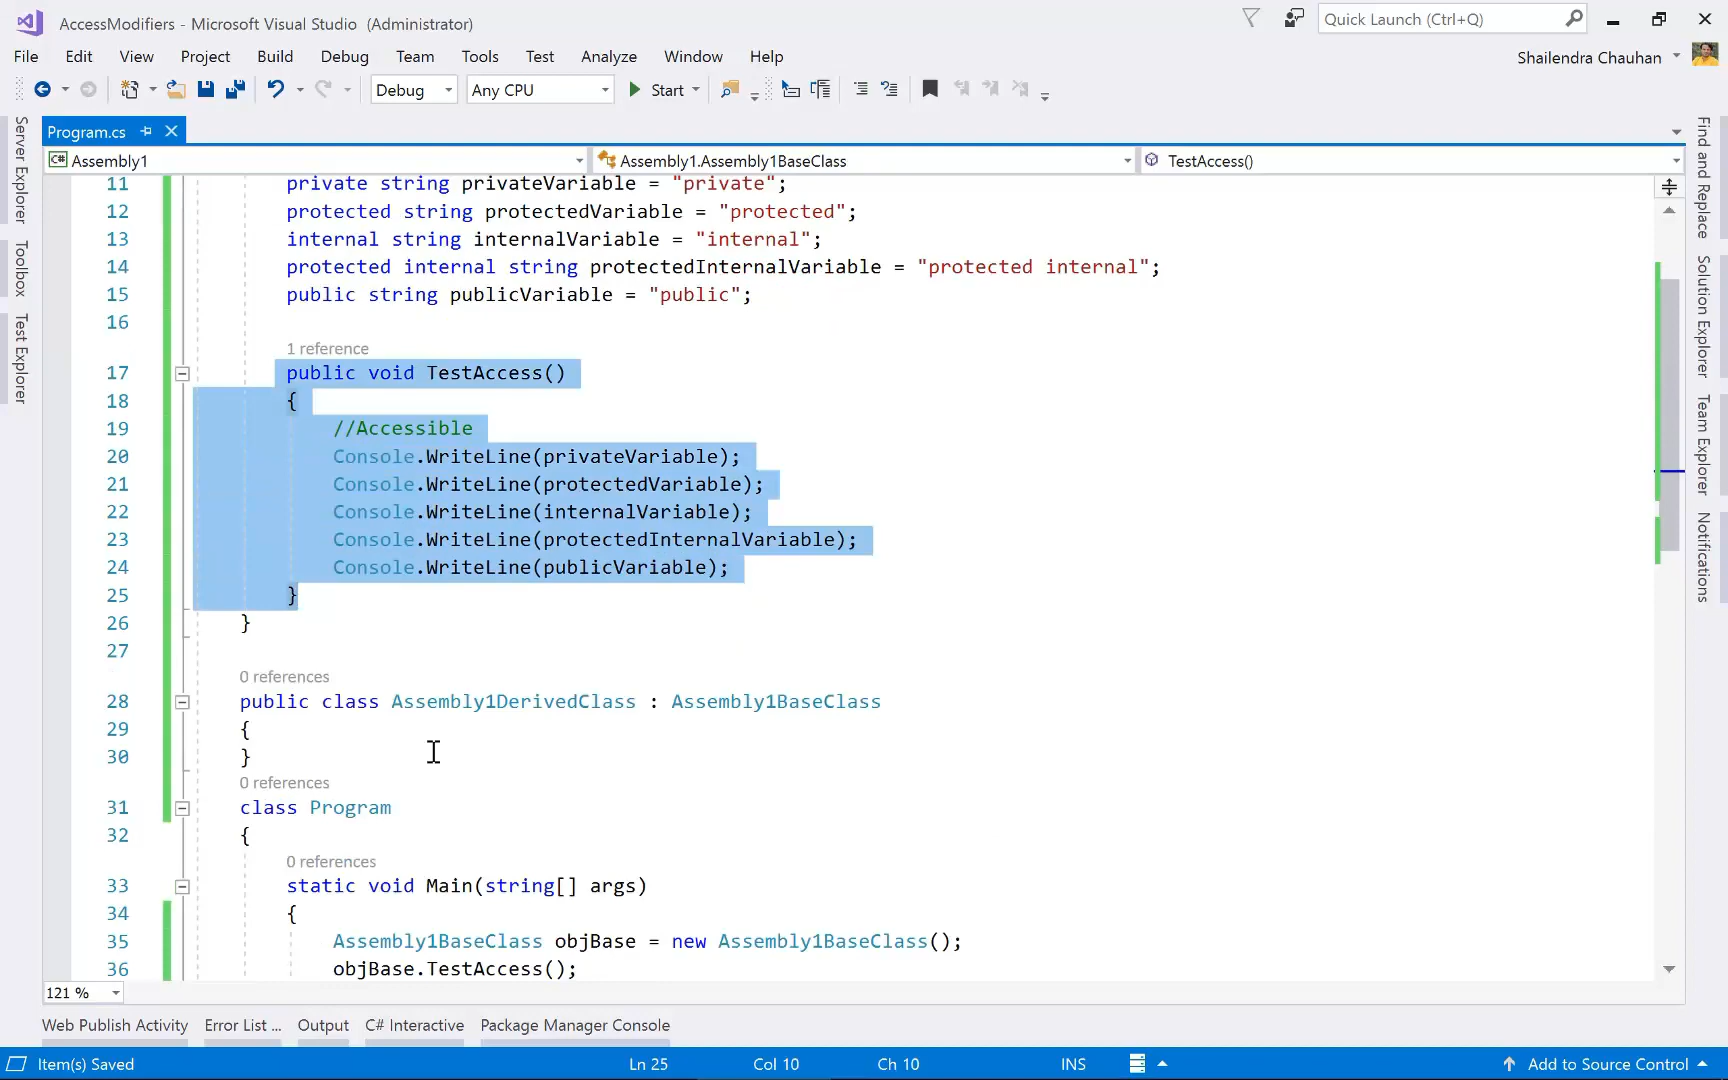 AccessModifiers - Microsoft Visual Studio (Administrator)
Quick Launch (Ctrl+Q)
File Edit View Project Build Debug Team Tools Test Analyze Window Help
Shailendra Chauhan
Debug Any CPU Start
Program.cs
C# Assembly1 Assembly1.Assembly1BaseClass TestAccess()
11 private string privateVariable = "private";
12 protected string protectedVariable = "protected";
13 internal string internalVariable = "internal";
14 protected internal string protectedInternalVariable = "protected internal";
15 public string publicVariable = "public";
16
1 reference
17 public void TestAccess()
18 {
19 //Accessible
20 Console.WriteLine(privateVariable);
21 Console.WriteLine(protectedVariable);
22 Console.WriteLine(internalVariable);
23 Console.WriteLine(protectedInternalVariable);
24 Console.WriteLine(publicVariable);
25 }
26 }
27
0 references
28 public class Assembly1DerivedClass : Assembly1BaseClass
29 {
30 }
0 references
31 class Program
32 {
0 references
33 static void Main(string[] args)
34 {
35 Assembly1BaseClass objBase = new Assembly1BaseClass();
36 objBase.TestAccess();
121 %
Server Explorer
Toolbox
Test Explorer
Find and Replace
Solution Explorer
Team Explorer
Notifications
Web Publish Activity Error List ... Output C# Interactive Package Manager Console
Item(s) Saved Ln 25 Col 10 Ch 10 INS Add to Source Control